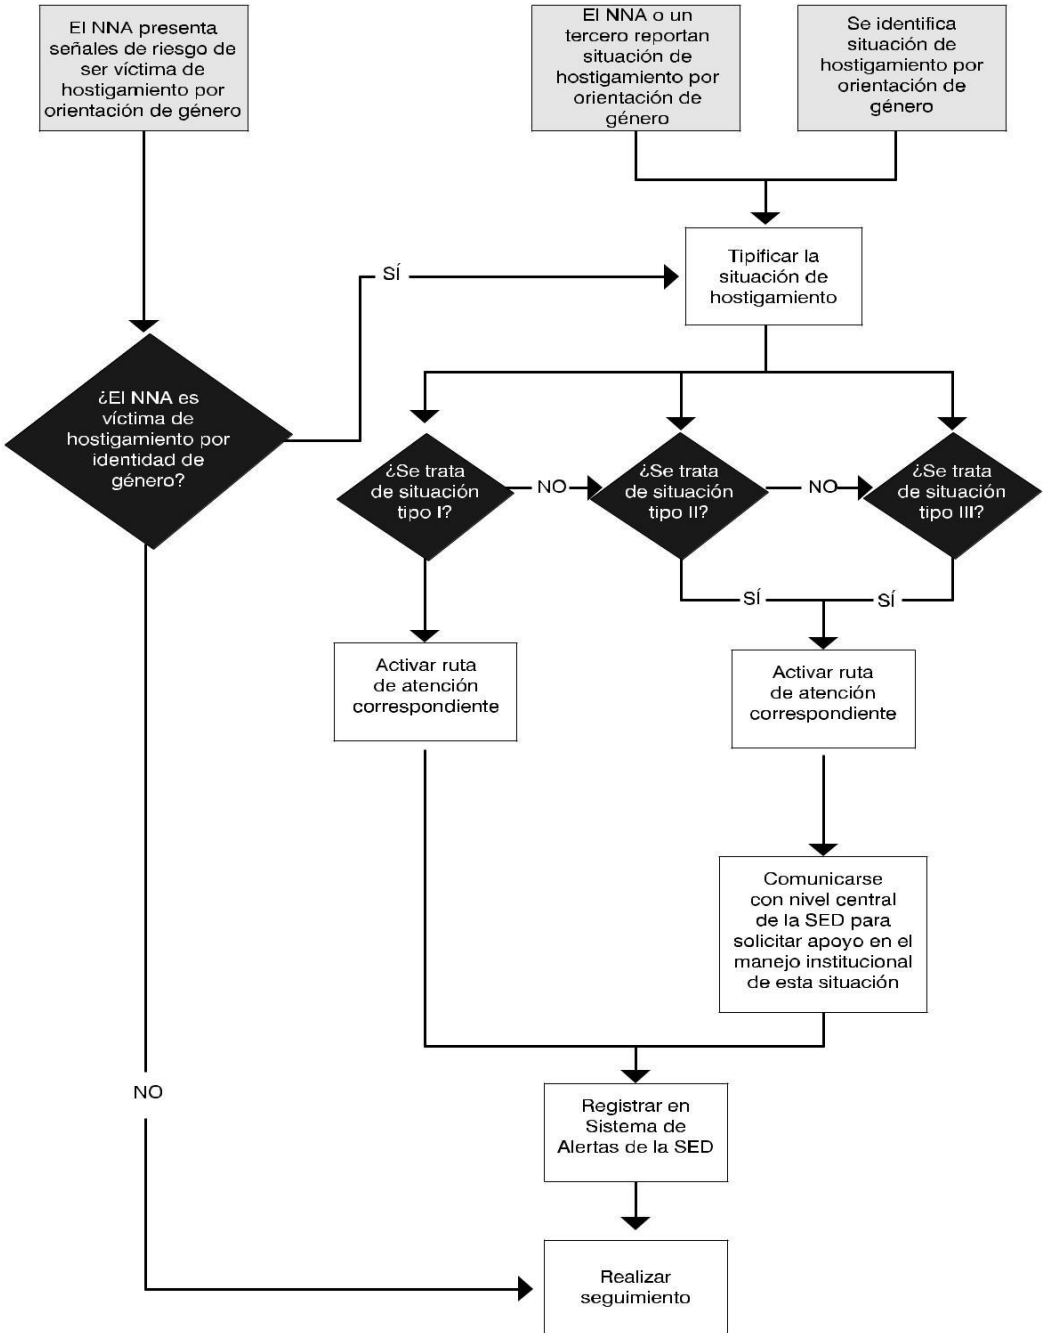 El NNA presenta
señales de riesgo de
ser víctima de
hostigamiento por
orientación de género
El NNA o un
tercero reportan
situación de
hostigamiento por
orientación de
género
Se identifica
situación de
hostigamiento por
orientación de
género
Tipificar la
situación de
hostigamiento
SÍ
¿El NNA es
víctima de
hostigamiento por
identidad de
género?
¿Se trata
de situación
tipo I?
NO
¿Se trata
de situación
tipo II?
NO
¿Se trata
de situación
tipo III?
SÍ
SÍ
Activar ruta
de atención
correspondiente
Activar ruta
de atención
correspondiente
Comunicarse
con nivel central
de la SED para
solicitar apoyo en el
manejo institucional
de esta situación
NO
Registrar en
Sistema de
Alertas de la SED
Realizar
seguimiento